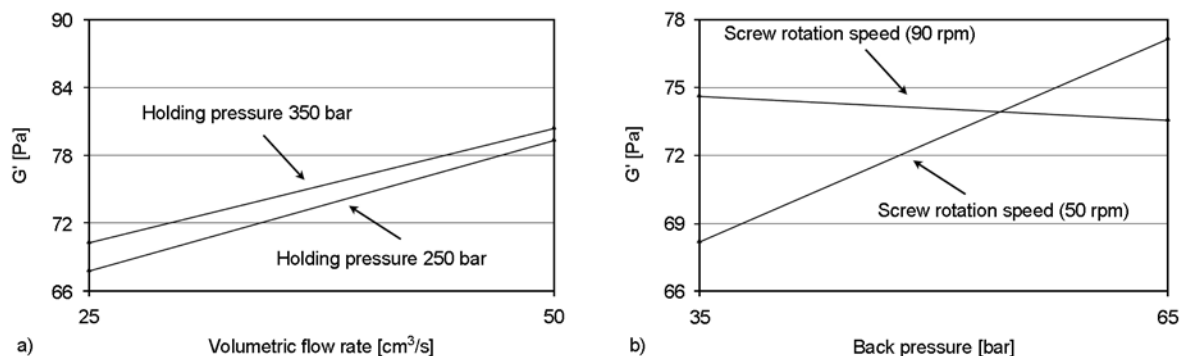 90
84
78
72
66
G' [Pa]
Holding pressure 350 bar
Holding pressure 250 bar
25
50
a)
Volumetric flow rate [cm³/s]
78
75
72
69
66
G' [Pa]
Screw rotation speed (90 rpm)
Screw rotation speed (50 rpm)
35
65
b)
Back pressure [bar]